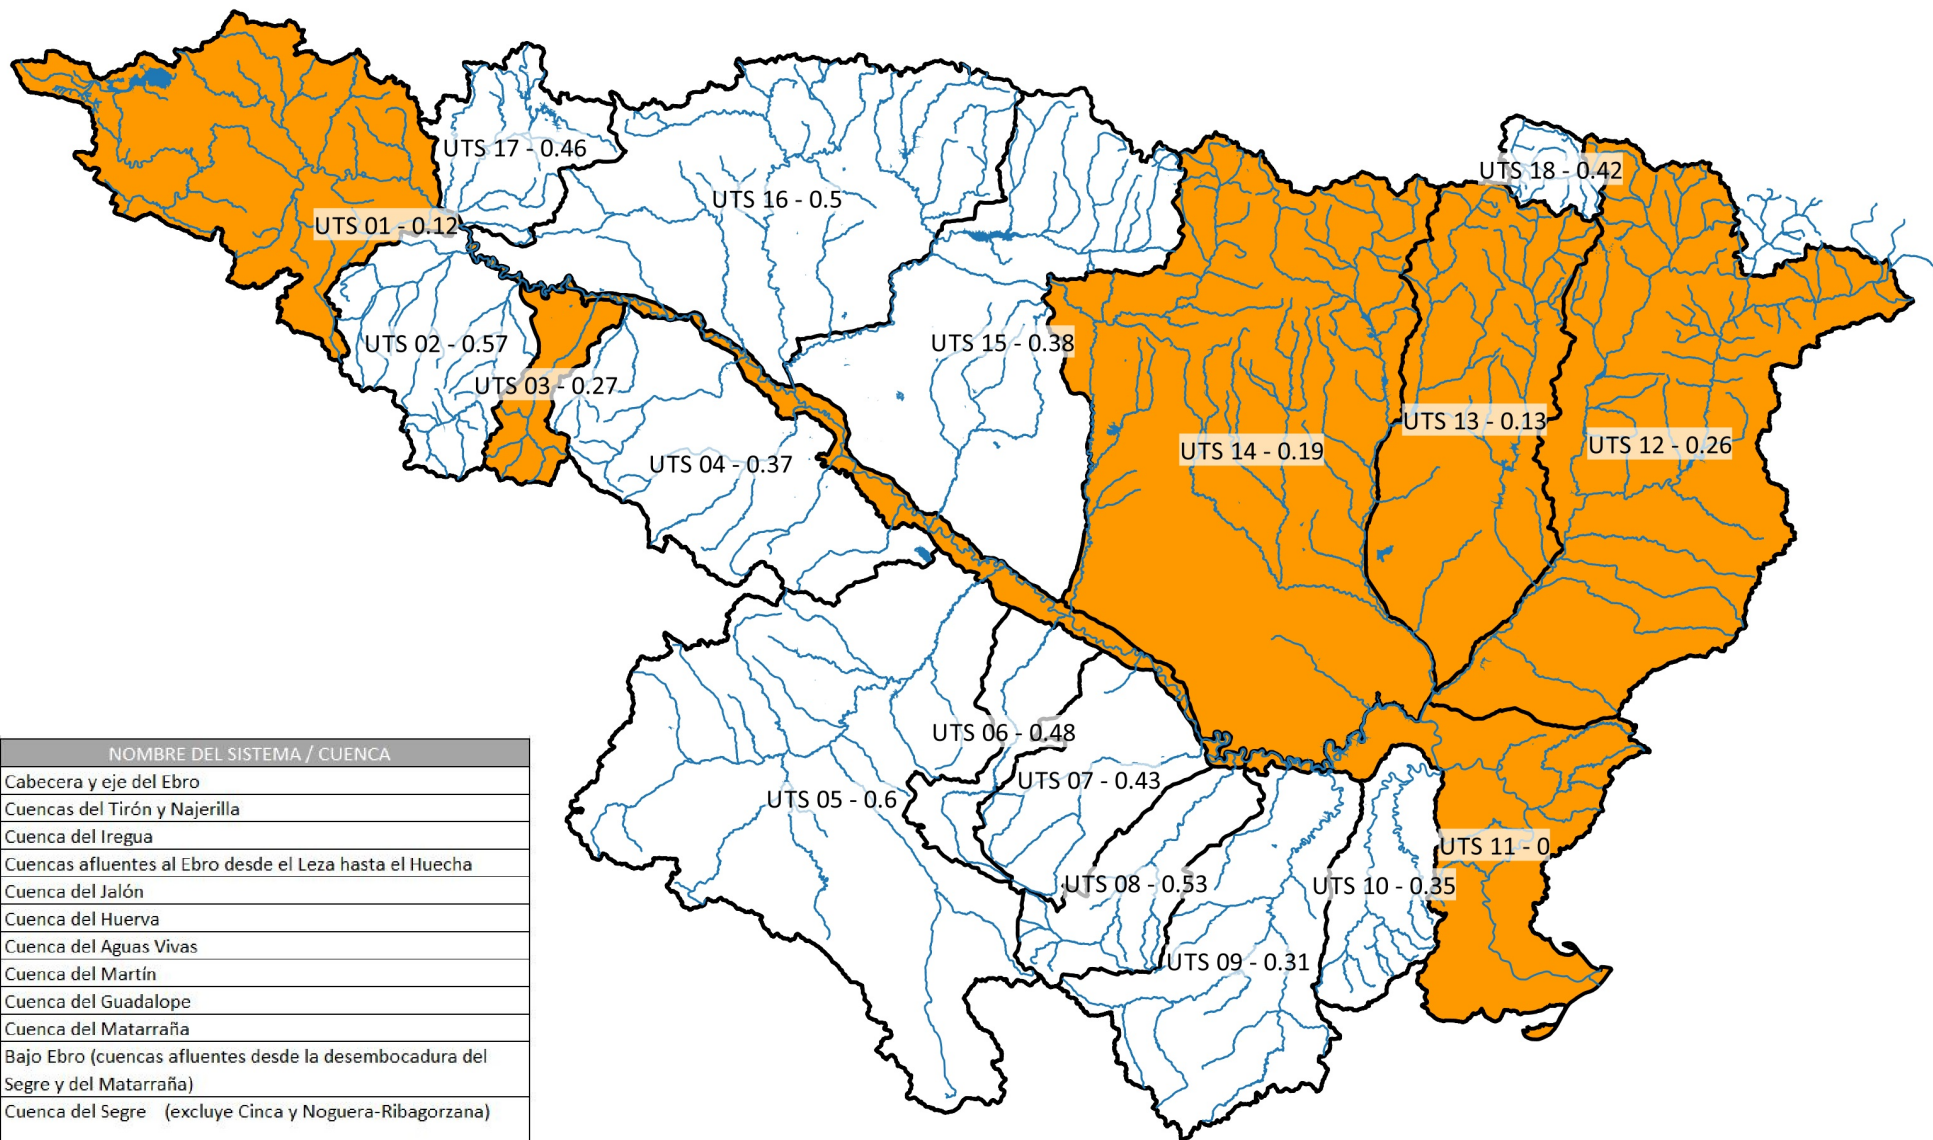 UTS 17 - 0.46
UTS 18 - 0.42
UTS 16 - 0.5
UTS 01 - 0.12
UTS 02 - 0.57
UTS 15 - 0.38
UTS 03 - 0.27
UTS 13 - 0.13
UTS 12 - 0.26
UTS 14 - 0.19
UTS 04 - 0.37
UTS 06 - 0.48
UTS 07 - 0.43
UTS 05 - 0.6
UTS 11 - 0
UTS 08 - 0.53
UTS 10 - 0.35
UTS 09 - 0.31
NOMBRE DEL SISTEMA / CUENCA
Cabecera y eje del Ebro
Cuencas del Tirón y Najerilla
Cuenca del Iregua
Cuencas afluentes al Ebro desde el Leza hasta el Huecha
Cuenca del Jalón
Cuenca del Huerva
Cuenca del Aguas Vivas
Cuenca del Martín
Cuenca del Guadalope
Cuenca del Matarraña
Bajo Ebro (cuencas afluentes desde la desembocadura del
Segre y del Matarraña)
Cuenca del Segre (excluye Cinca y Noguera-Ribagorzana)